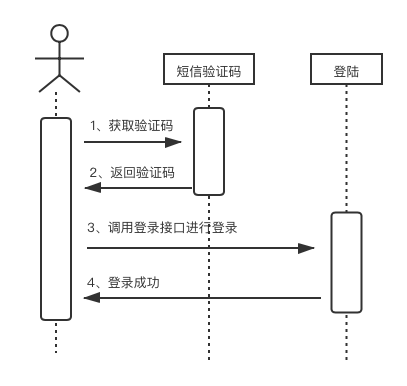 短信验证码
登陆
1、获取验证码
2、返回验证码
3、调用登录接口进行登录
4、登录成功